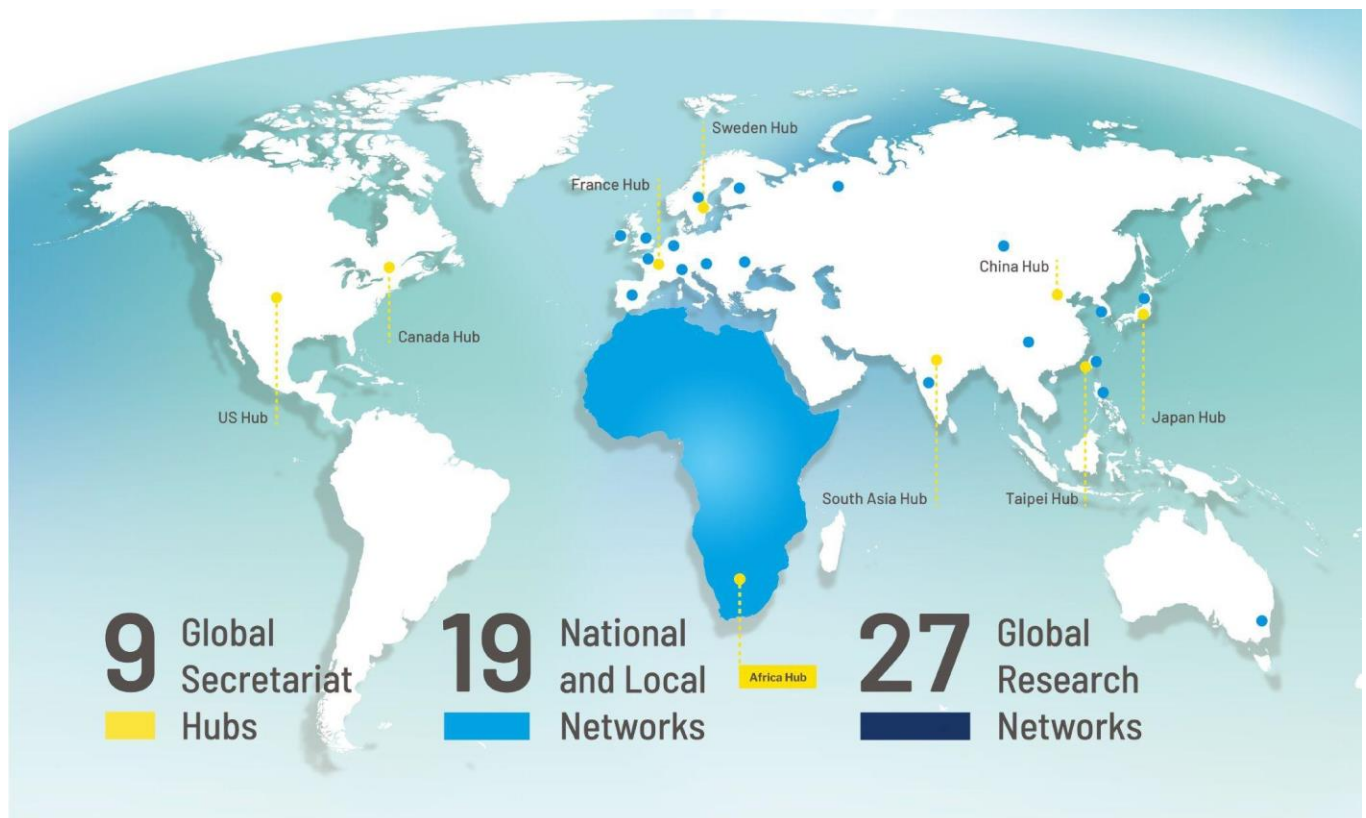 Sweden Hub
France Hub
China Hub
Canada Hub
US Hub
Japan Hub
South Asia Hub
Taipei Hub
9
Global
Secretariat
Hubs
19
National
and Local
Networks
Africa Hub
27
Global
Research
Networks